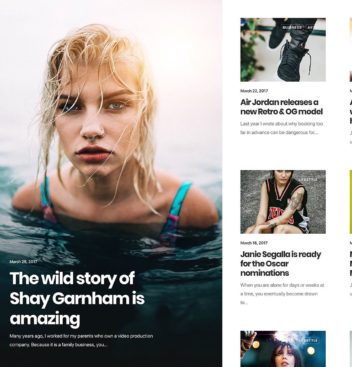 March 28, 2017
The wild story of
Shay Garnham is
amazing
Many years ago, I worked for my parents who own a video production
company. Because it is a family business, you...
BUSINESS
March 22, 2017
Air Jordan releases a
new Retro & OG model
Last year I wrote about why booking too
far in advance can be dangerous for...
LIFESTYLE
March 18, 2017
Janie Segalla is ready
for the Oscar
nominations
When you are alone for days or weeks at
a time, you eventually become drawn
to...
LIFESTYLE